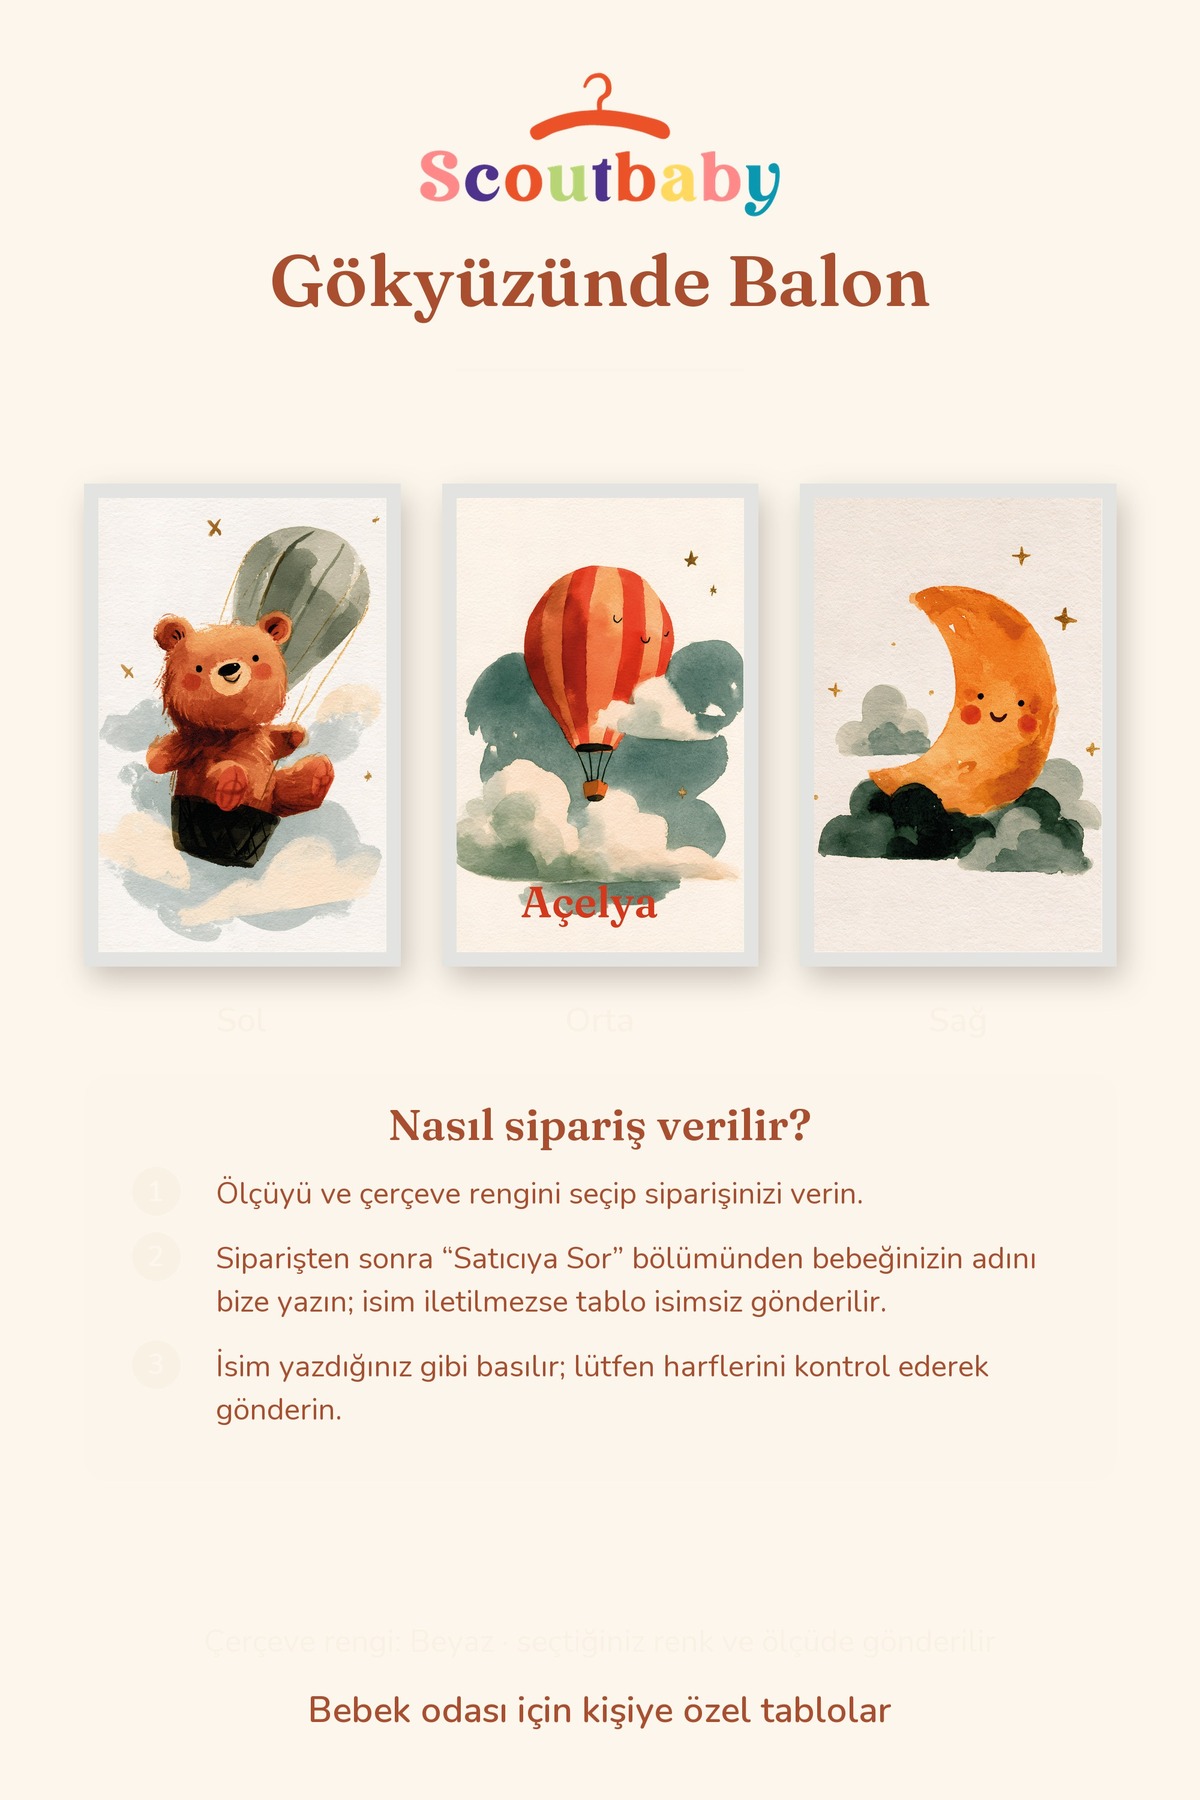 Scoutbaby
Gökyüzünde Balon
Açelya
Sol
Orta
Sağ
Nasıl sipariş verilir?
1
Ölçüyü ve çerçeve rengini seçip siparişinizi verin.
2
Siparişten sonra “Satıcıya Sor” bölümünden bebeğinizin adını
bize yazın; isim iletilmezse tablo isimsiz gönderilir.
3
İsim yazdığınız gibi basılır; lütfen harflerini kontrol ederek
gönderin.
Çerçeve rengi: Beyaz · seçtiğiniz renk ve ölçüde gönderilir
Bebek odası için kişiye özel tablolar